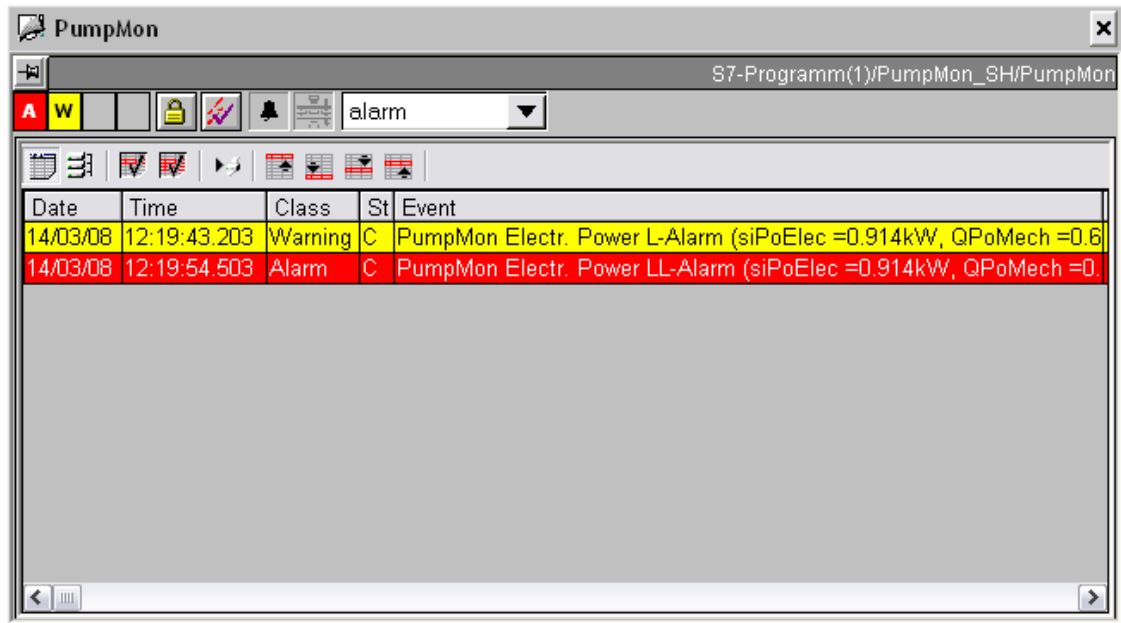 PumpMon
S7-Programm(1)/PumpMon_SH/PumpMon
A W alarm
Date Time Class St Event
14/03/08 12:19:43.203 Warning C PumpMon Electr. Power L-Alarm (siPoElec =0.914kW, QPoMech =0.6
14/03/08 12:19:54.503 Alarm C PumpMon Electr. Power LL-Alarm (siPoElec =0.914kW, QPoMech =0.